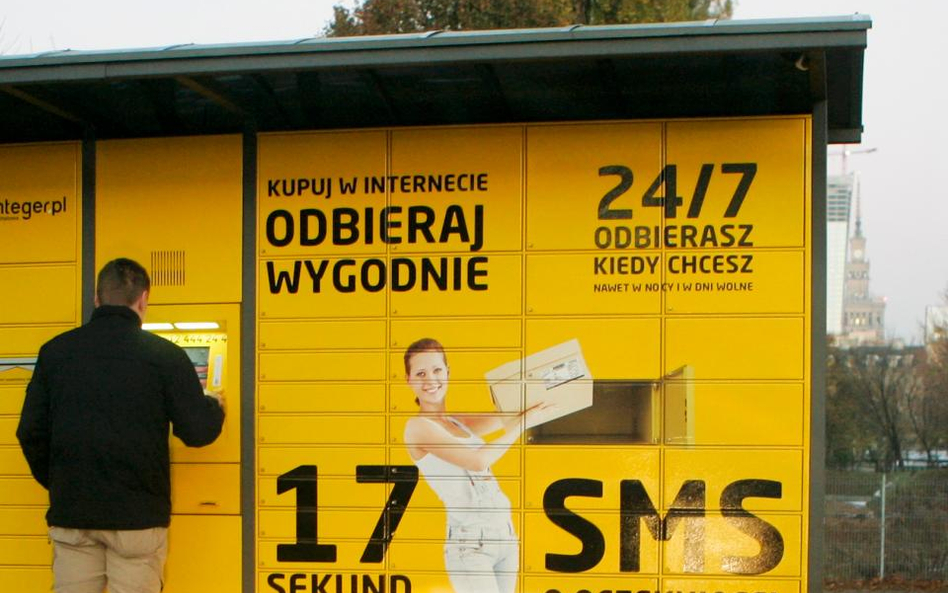 integer.pl
KUPUJ W INTERNECIE
ODBIERAJ
WYGODNIE
24/7
ODBIERASZ
KIEDY CHCESZ
NAWET W NOCY I W DNI WOLNE
17
SEKUND
SMS